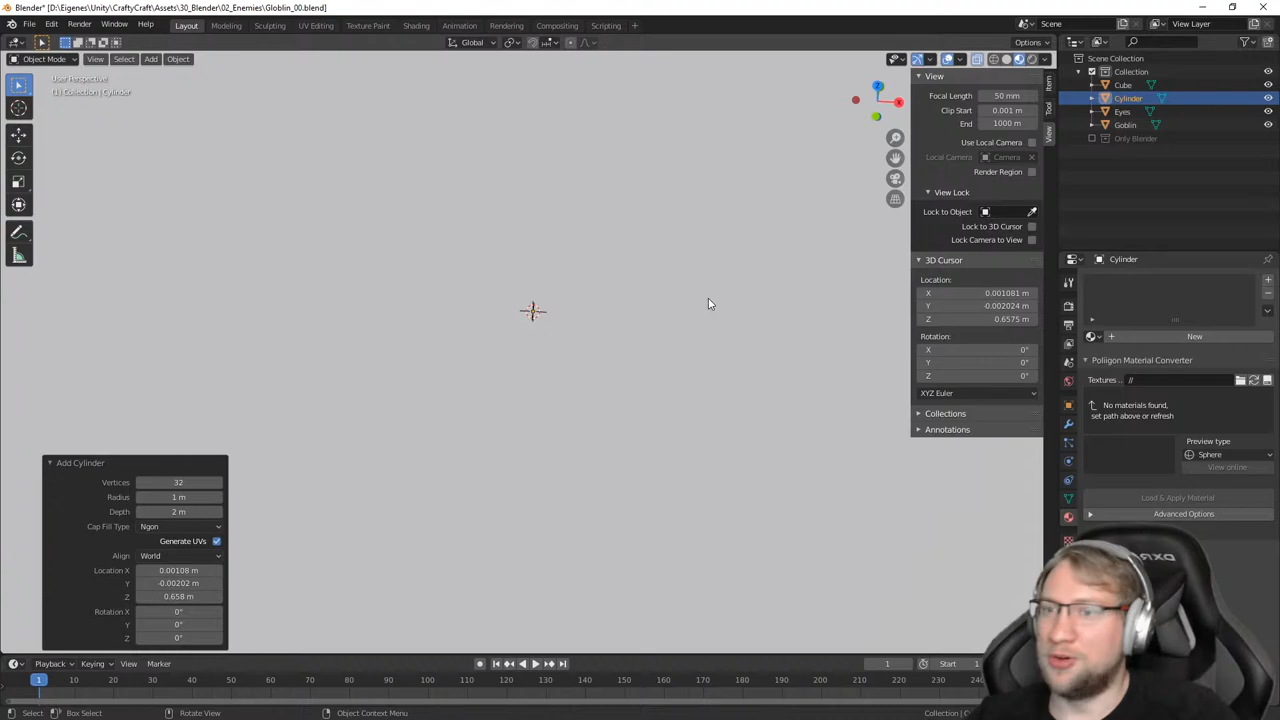 Blender* [D:\Eigenes\CraftyCraft\Assets\30_Blender\02_Enemies\Globlin_00.blend]
File Edit Render Window Help
Layout Modeling Sculpting UV Editing Texture Paint Shading Animation Rendering Compositing Scripting +
Scene
View Layer
Global
Options
Object Mode View Select Add Object
User Perspective
(1) Collection | Cylinder
Z
X
View
Focal Length 50 mm
Clip Start 0.001 m
End 1000 m
Use Local Camera
Local Camera Camera
Render Region
View Lock
Lock to Object
Lock to 3D Cursor
Lock Camera to View
3D Cursor
Location:
X 0.001081 m
Y -0.002024 m
Z 0.6575 m
Rotation:
X 0°
Y 0°
Z 0°
XYZ Euler
Collections
Annotations
Item
Tool
View
Scene Collection
Collection
Cube
Cylinder
Eyes
Goblin
Only Blender
Cylinder
New
Poliigon Material Converter
Textures .. //
No materials found,
set path above or refresh
Preview type
Sphere
View online
Load & Apply Material
Advanced Options
Add Cylinder
Vertices 32
Radius 1 m
Depth 2 m
Cap Fill Type Ngon
Generate UVs
Align World
Location X 0.00108 m
Y -0.00202 m
Z 0.658 m
Rotation X 0°
Y 0°
Z 0°
Playback Keying View Marker
1 Start 1
1 10 20 30 40 50 60 70 80 90 100 110 120 130 140 150 160 170 180 190 200 210 220 230 240
Select Box Select Rotate View Object Context Menu
Collection | Cylin
DXR